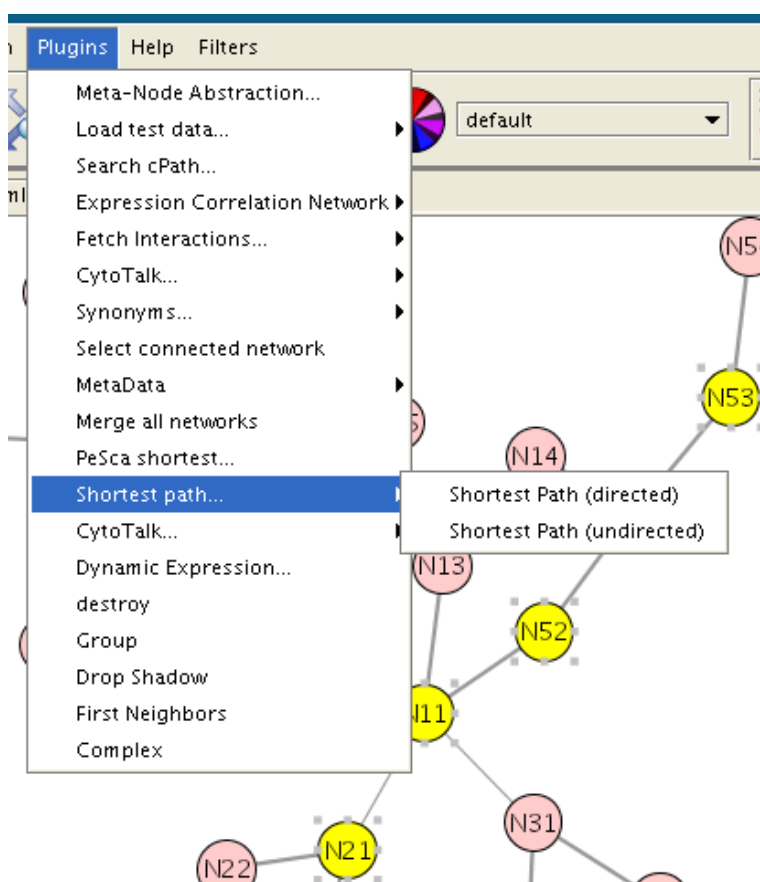 Plugins Help Filters
default
Meta-Node Abstraction...
Load test data...
Search cPath...
Expression Correlation Network
Fetch Interactions...
CytoTalk...
Synonyms...
Select connected network
MetaData
Merge all networks
PeSca shortest...
Shortest path...
Shortest Path (directed)
Shortest Path (undirected)
CytoTalk...
Dynamic Expression...
destroy
Group
Drop Shadow
First Neighbors
Complex
N53
N14
N13
N52
N11
N31
N21
N22